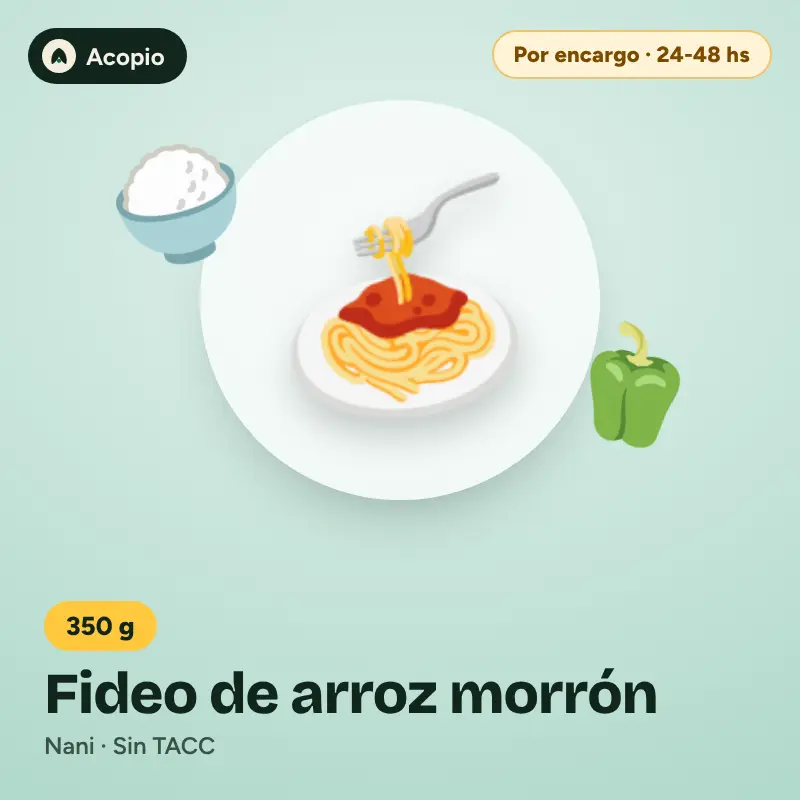 Acopio
Por encargo · 24-48 hs
350 g
Fideo de arroz morrón
Nani · Sin TACC